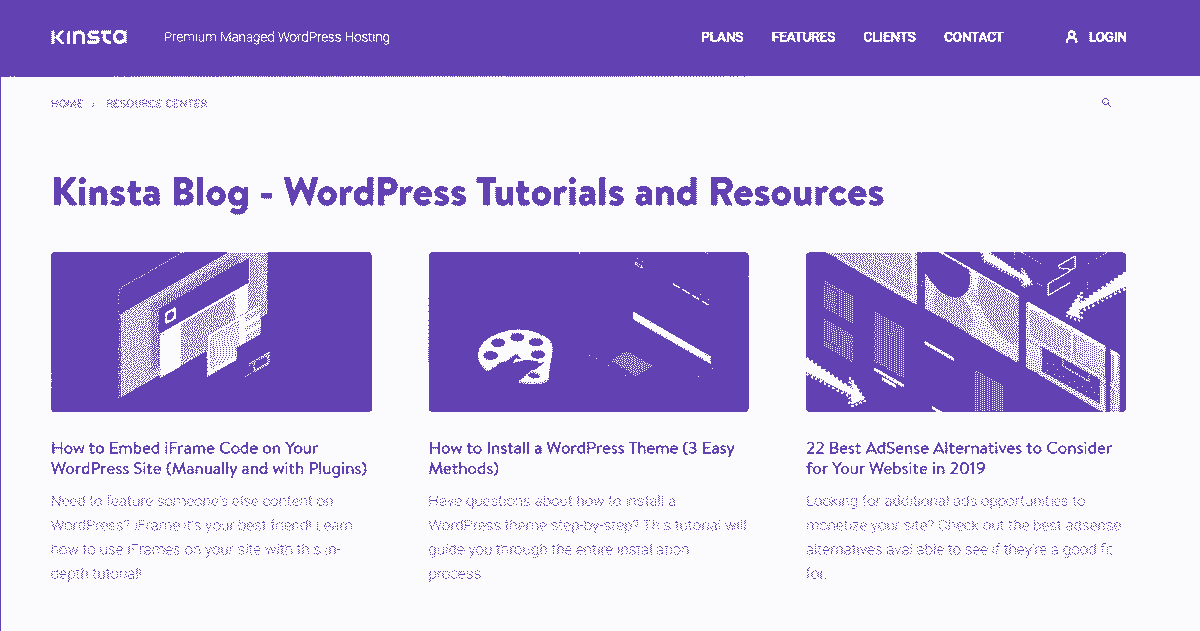 Kinsta Premium Managed WordPress Hosting PLANS FEATURES CLIENTS CONTACT LOGIN
HOME › RESOURCE CENTER
Kinsta Blog - WordPress Tutorials and Resources
How to Embed iFrame Code on Your
WordPress Site (Manually and with Plugins)
Need to feature someone's else content on
WordPress? iFrame it's your best friend! Learn
how to use iFrames on your site with this in-
depth tutorial!
How to Install a WordPress Theme (3 Easy
Methods)
Have questions about how to install a
WordPress theme step-by-step? This tutorial will
guide you through the entire installation
process.
22 Best AdSense Alternatives to Consider
for Your Website in 2019
Looking for additional ads opportunities to
monetize your site? Check out the best adsense
alternatives available to see if they're a good fit
for.